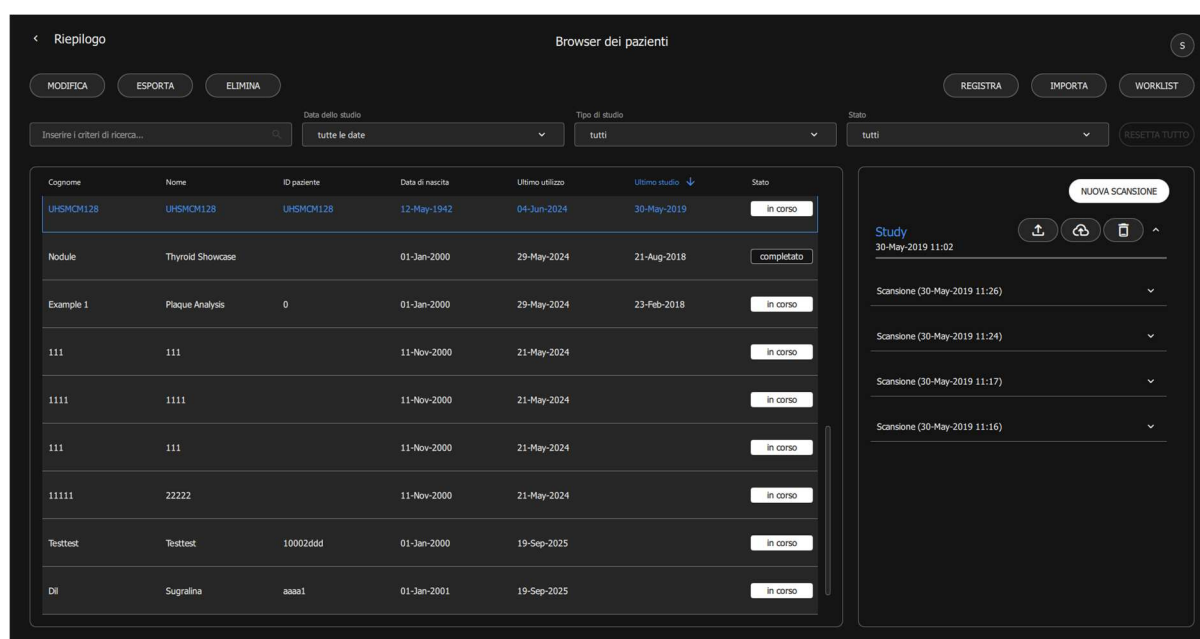 Riepilogo
Browser dei pazienti
S
MODIFICA ESPORTA ELIMINA REGISTRA IMPORTA WORKLIST
Data dello studio Tipo di studio Stato
Inserire i criteri di ricerca... tutte le date tutti tutti RESETTA TUTTO
Cognome Nome ID paziente Data di nascita Ultimo utilizzo Ultimo studio Stato
UHSMCM128 UHSMCM128 UHSMCM128 12-May-1942 04-Jun-2024 30-May-2019 in corso
Nodule Thyroid Showcase 01-Jan-2000 29-May-2024 21-Aug-2018 completato
Example 1 Plaque Analysis 0 01-Jan-2000 29-May-2024 23-Feb-2018 in corso
111 111 11-Nov-2000 21-May-2024 in corso
1111 1111 11-Nov-2000 21-May-2024 in corso
111 111 11-Nov-2000 21-May-2024 in corso
11111 22222 11-Nov-2000 21-May-2024 in corso
Testtest Testtest 10002ddd 01-Jan-2000 19-Sep-2025 in corso
Dil Sugralina aaaa1 01-Jan-2001 19-Sep-2025 in corso
NUOVA SCANSIONE
Study
30-May-2019 11:02
Scansione (30-May-2019 11:26)
Scansione (30-May-2019 11:24)
Scansione (30-May-2019 11:17)
Scansione (30-May-2019 11:16)